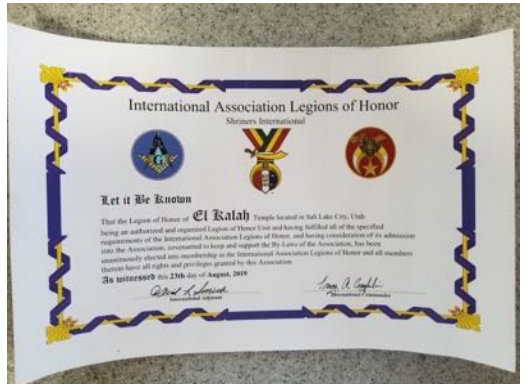 International Association Legions of Honor
Shriners International
G
Let it Be Known
That the Legion of Honor of El Kalah Temple located in Salt Lake City, Utah
being an authorized and organized Legion of Honor Unit and having fulfilled all of the specified
requirements of the International Association Legions of Honor, and having consideration of its admission
into the Association, covenanted to keep and support the By-Laws of the Association, has been
unanimously elected into membership in the International Association Legions of Honor and all members
therein have all rights and privileges granted by this Association.
As witnessed this 23th day of August, 2019
International Adjutant
International Commander